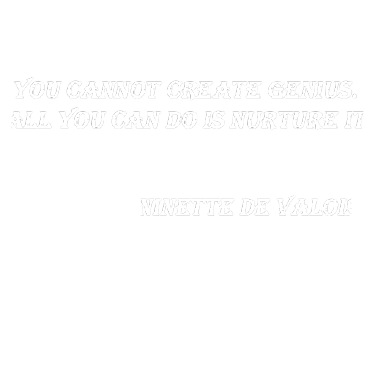 YOU CANNOT CREATE GENIUS.
ALL YOU CAN DO IS NURTURE IT
NINETTE DE VALOIS